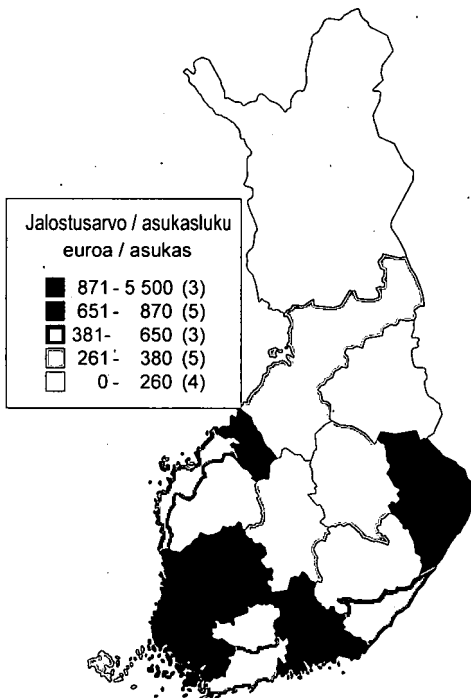 Jalostusarvo / asukasluku
euroa / asukas
871 - 5 500 (3)
651 - 870 (5)
381 - 650 (3)
261 - 380 (5)
0 - 260 (4)